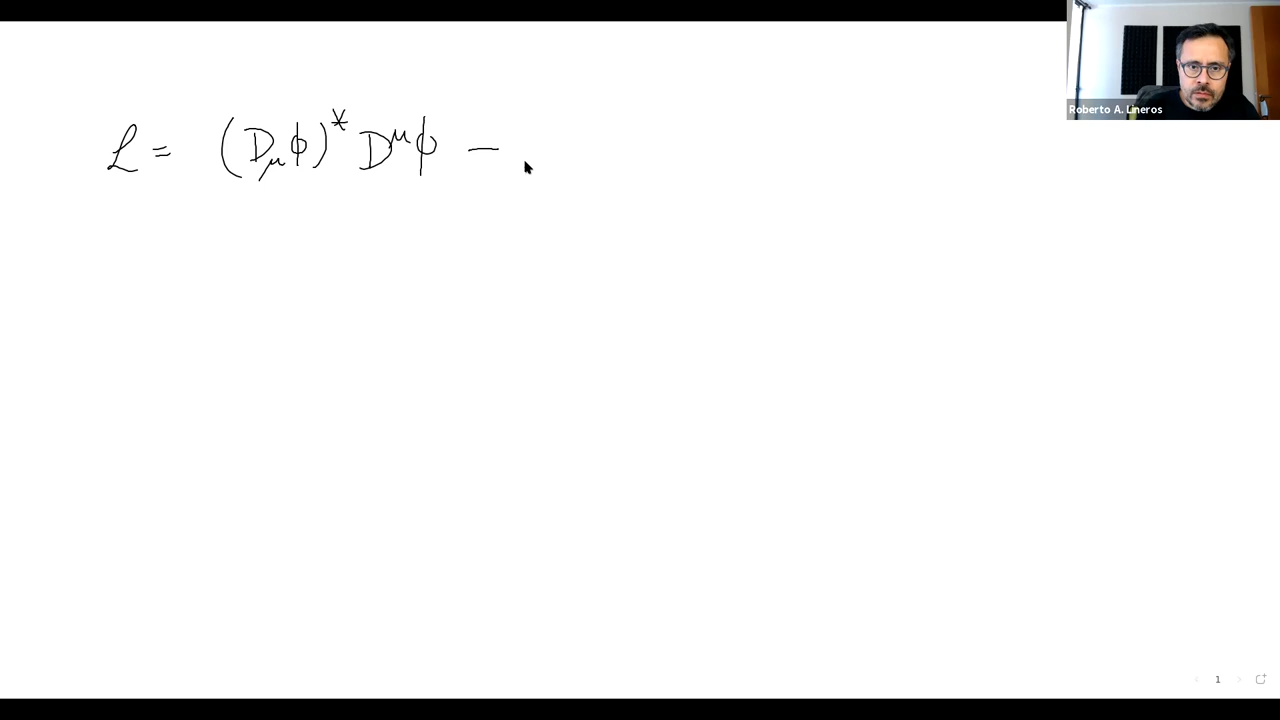 Roberto A. Lineros
ℒ = (D_μ ϕ)^* D^μ ϕ −
1